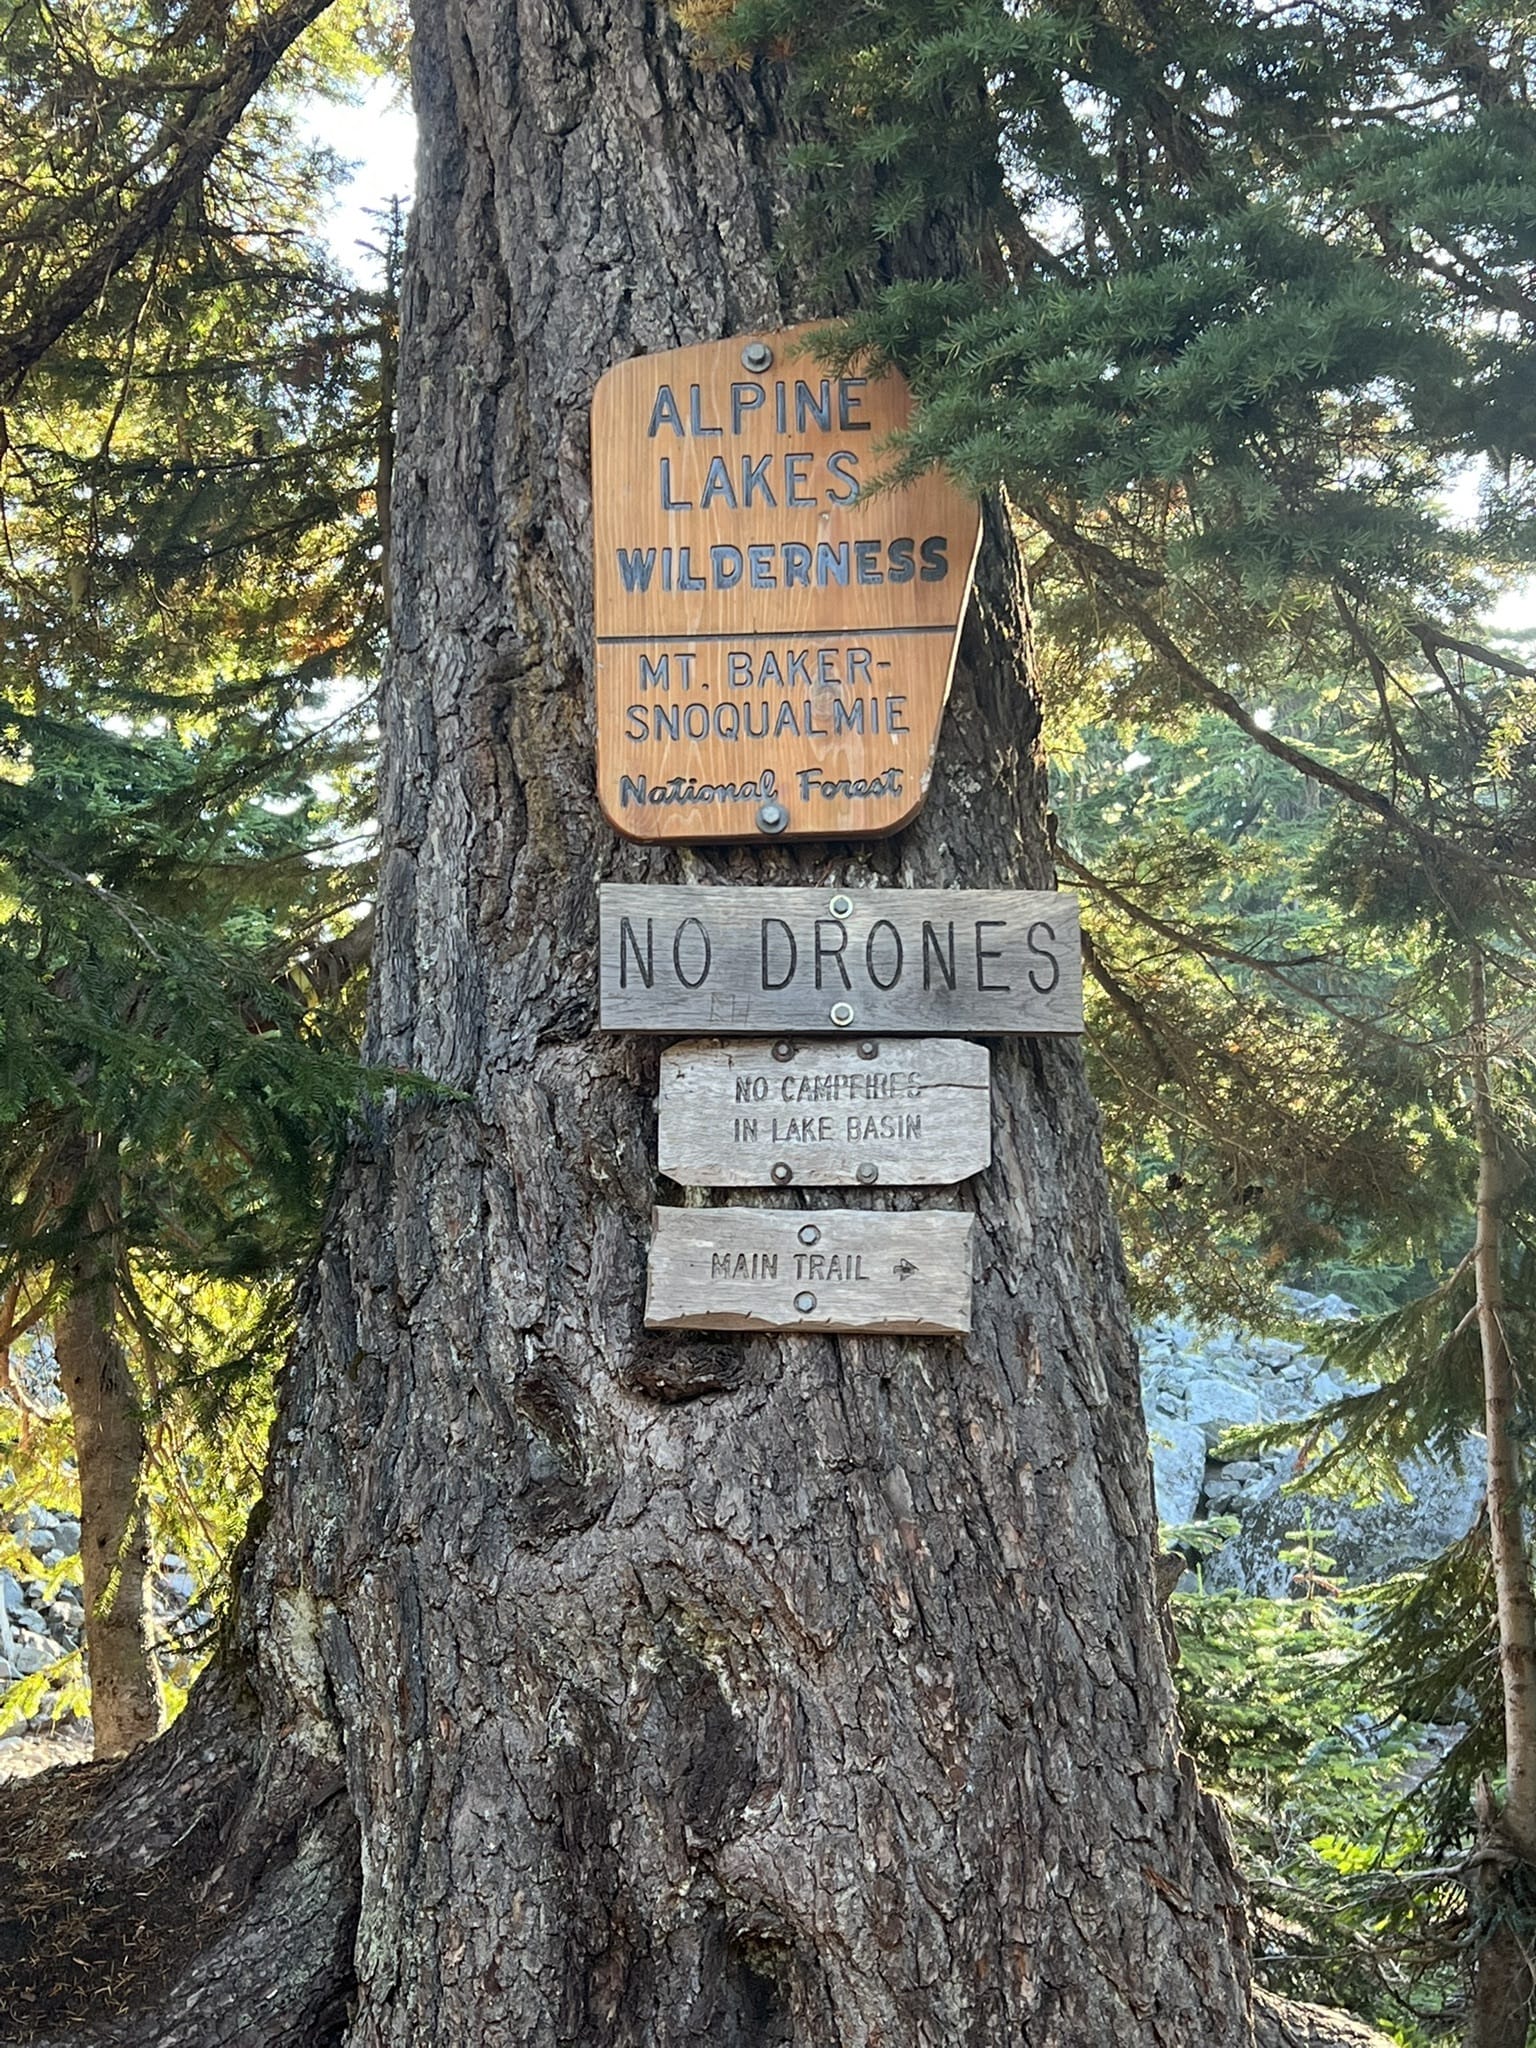 ALPINE
LAKES
WILDERNESS
MT. BAKER-
SNOQUALMIE
National Forest
NO DRONES
NO CAMPFIRES
IN LAKE BASIN
MAIN TRAIL